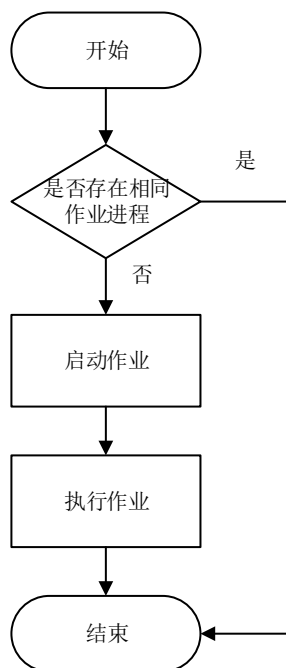 开始
是
是否存在相同
作业进程
否
启动作业
执行作业
结束